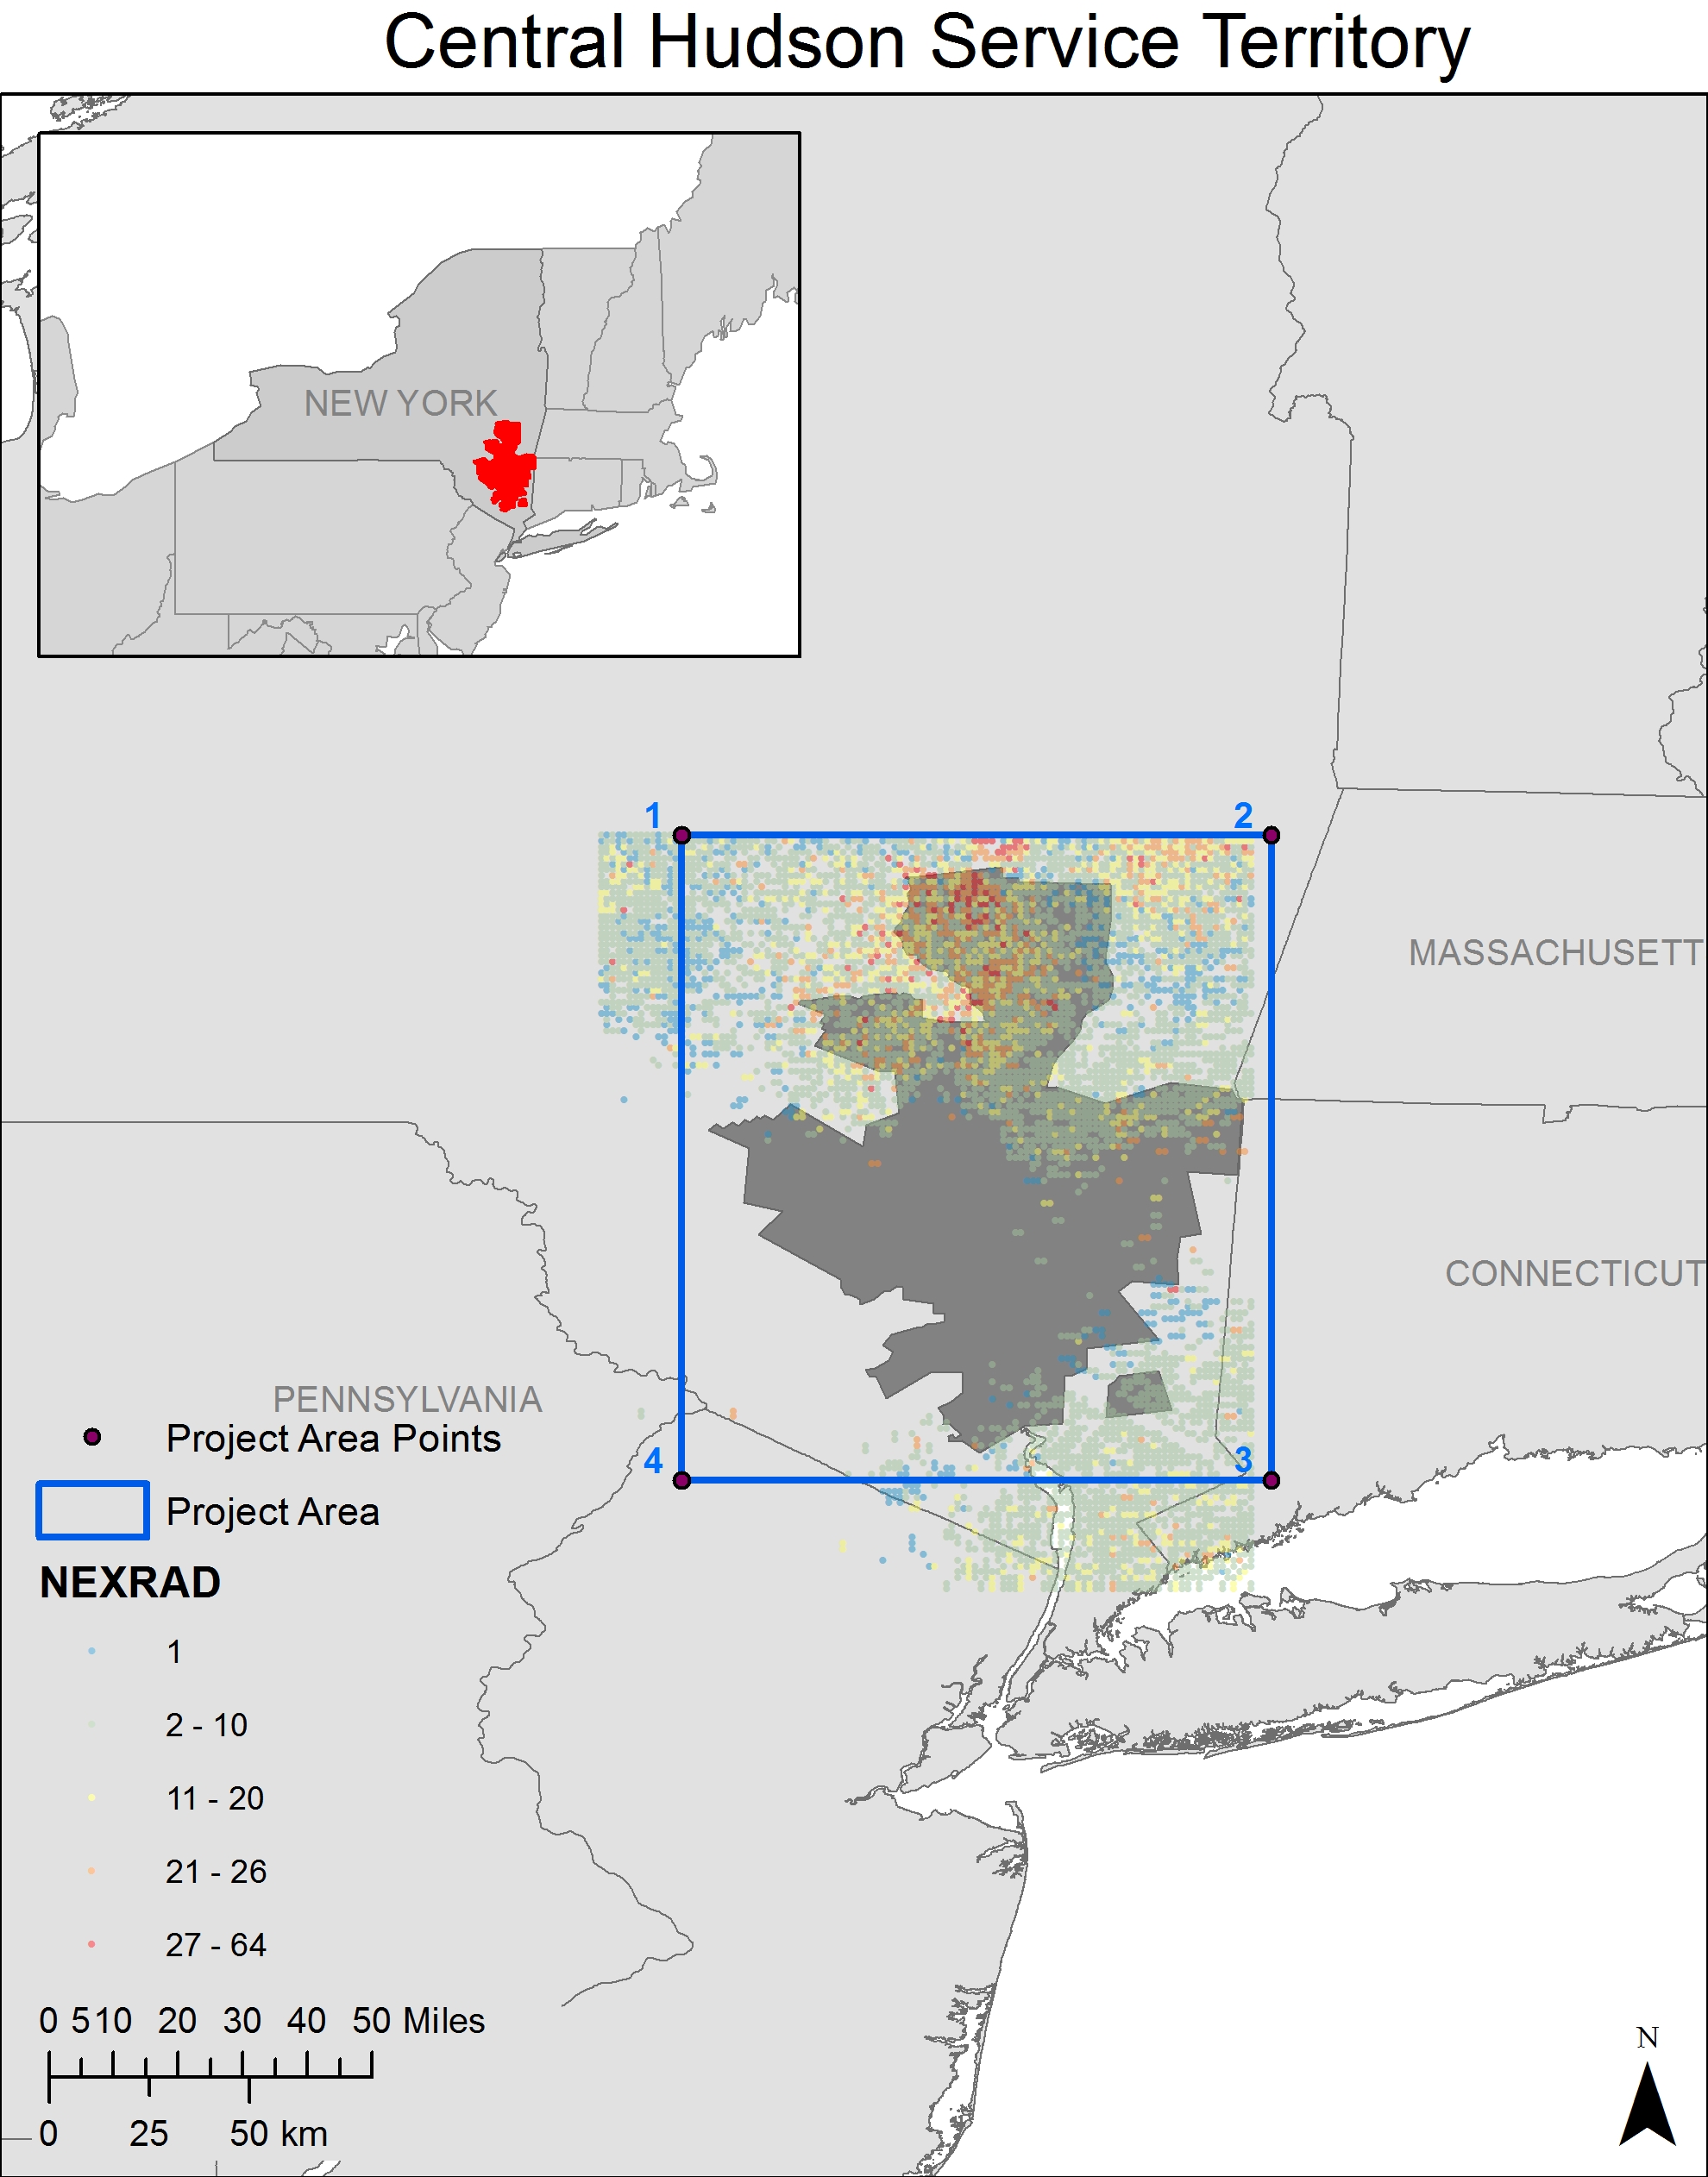 Central Hudson Service Territory
NEW YORK
1
2
MASSACHUSETT
CONNECTICUT
PENNSYLVANIA
4
3
Project Area Points
Project Area
NEXRAD
1
2 - 10
11 - 20
21 - 26
27 - 64
0 5 10 20 30 40 50 Miles
0 25 50 km
N